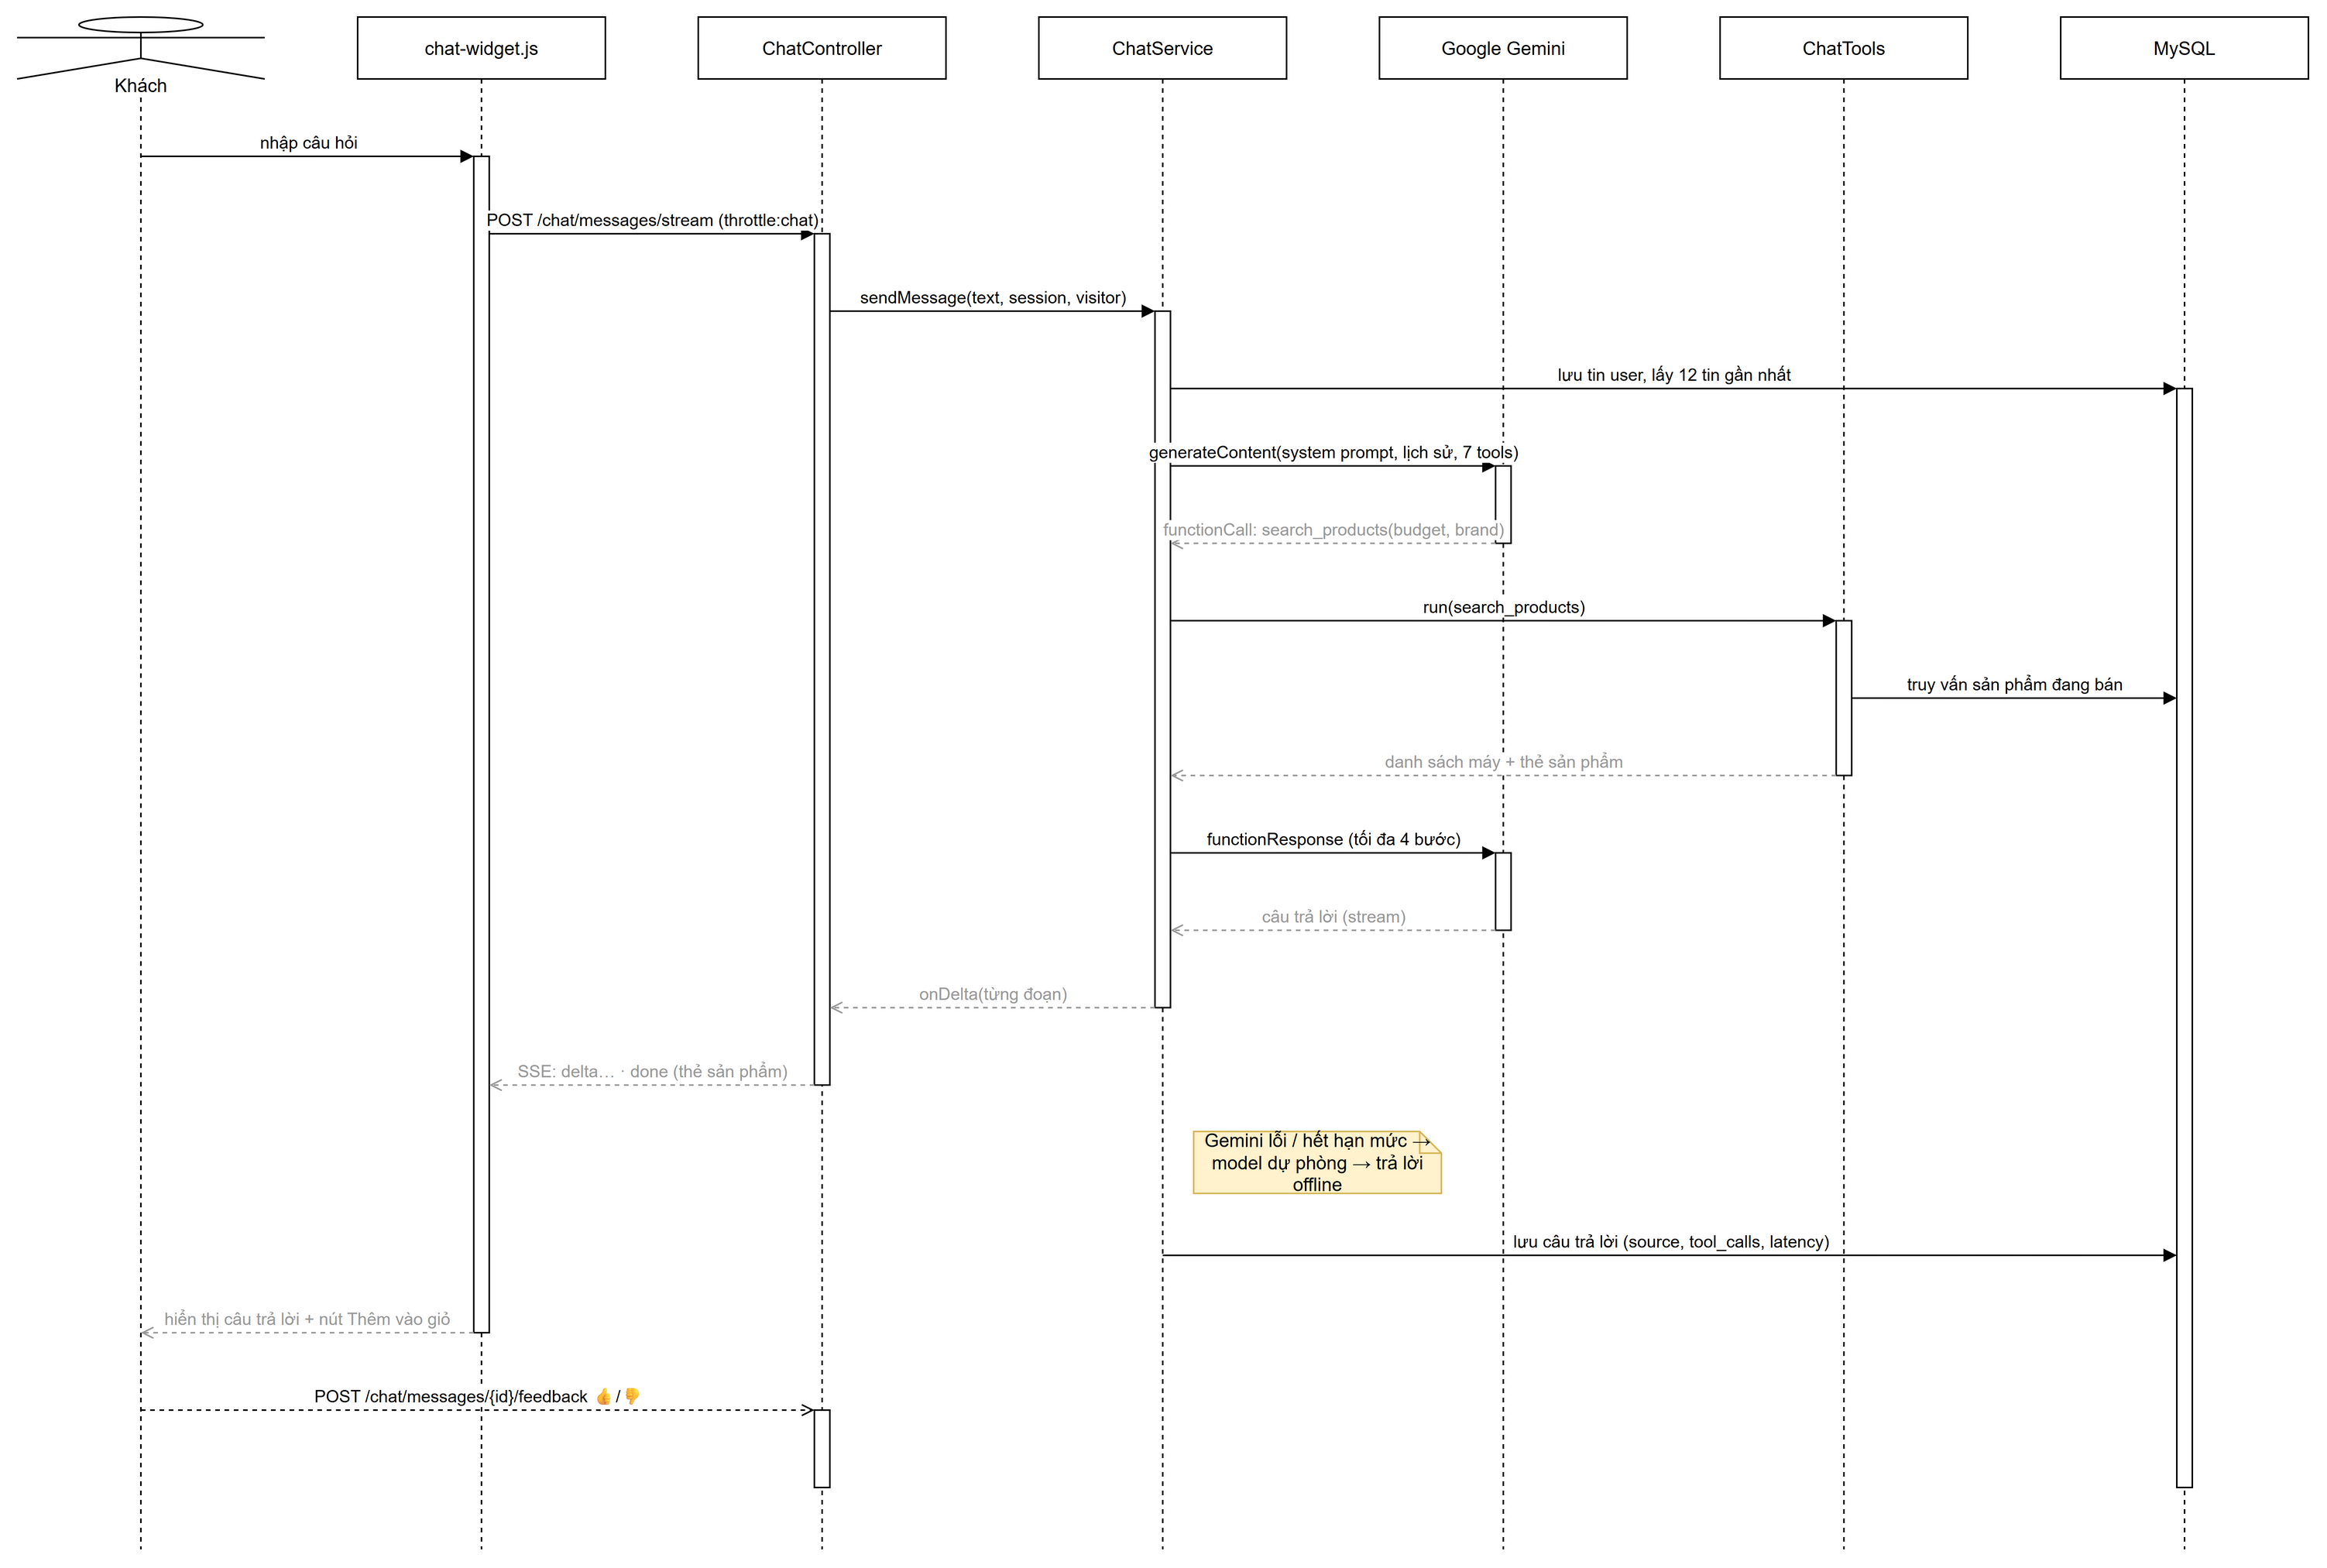 Khách
chat-widget.js
ChatController
ChatService
Google Gemini
ChatTools
MySQL
nhập câu hỏi
POST /chat/messages/stream (throttle:chat)
sendMessage(text, session, visitor)
lưu tin user, lấy 12 tin gần nhất
generateContent(system prompt, lịch sử, 7 tools)
functionCall: search_products(budget, brand)
run(search_products)
truy vấn sản phẩm đang bán
danh sách máy + thẻ sản phẩm
functionResponse (tối đa 4 bước)
câu trả lời (stream)
onDelta(từng đoạn)
SSE: delta… · done (thẻ sản phẩm)
Gemini lỗi / hết hạn mức →
model dự phòng → trả lời
offline
lưu câu trả lời (source, tool_calls, latency)
hiển thị câu trả lời + nút Thêm vào giỏ
POST /chat/messages/{id}/feedback 👍 / 👎